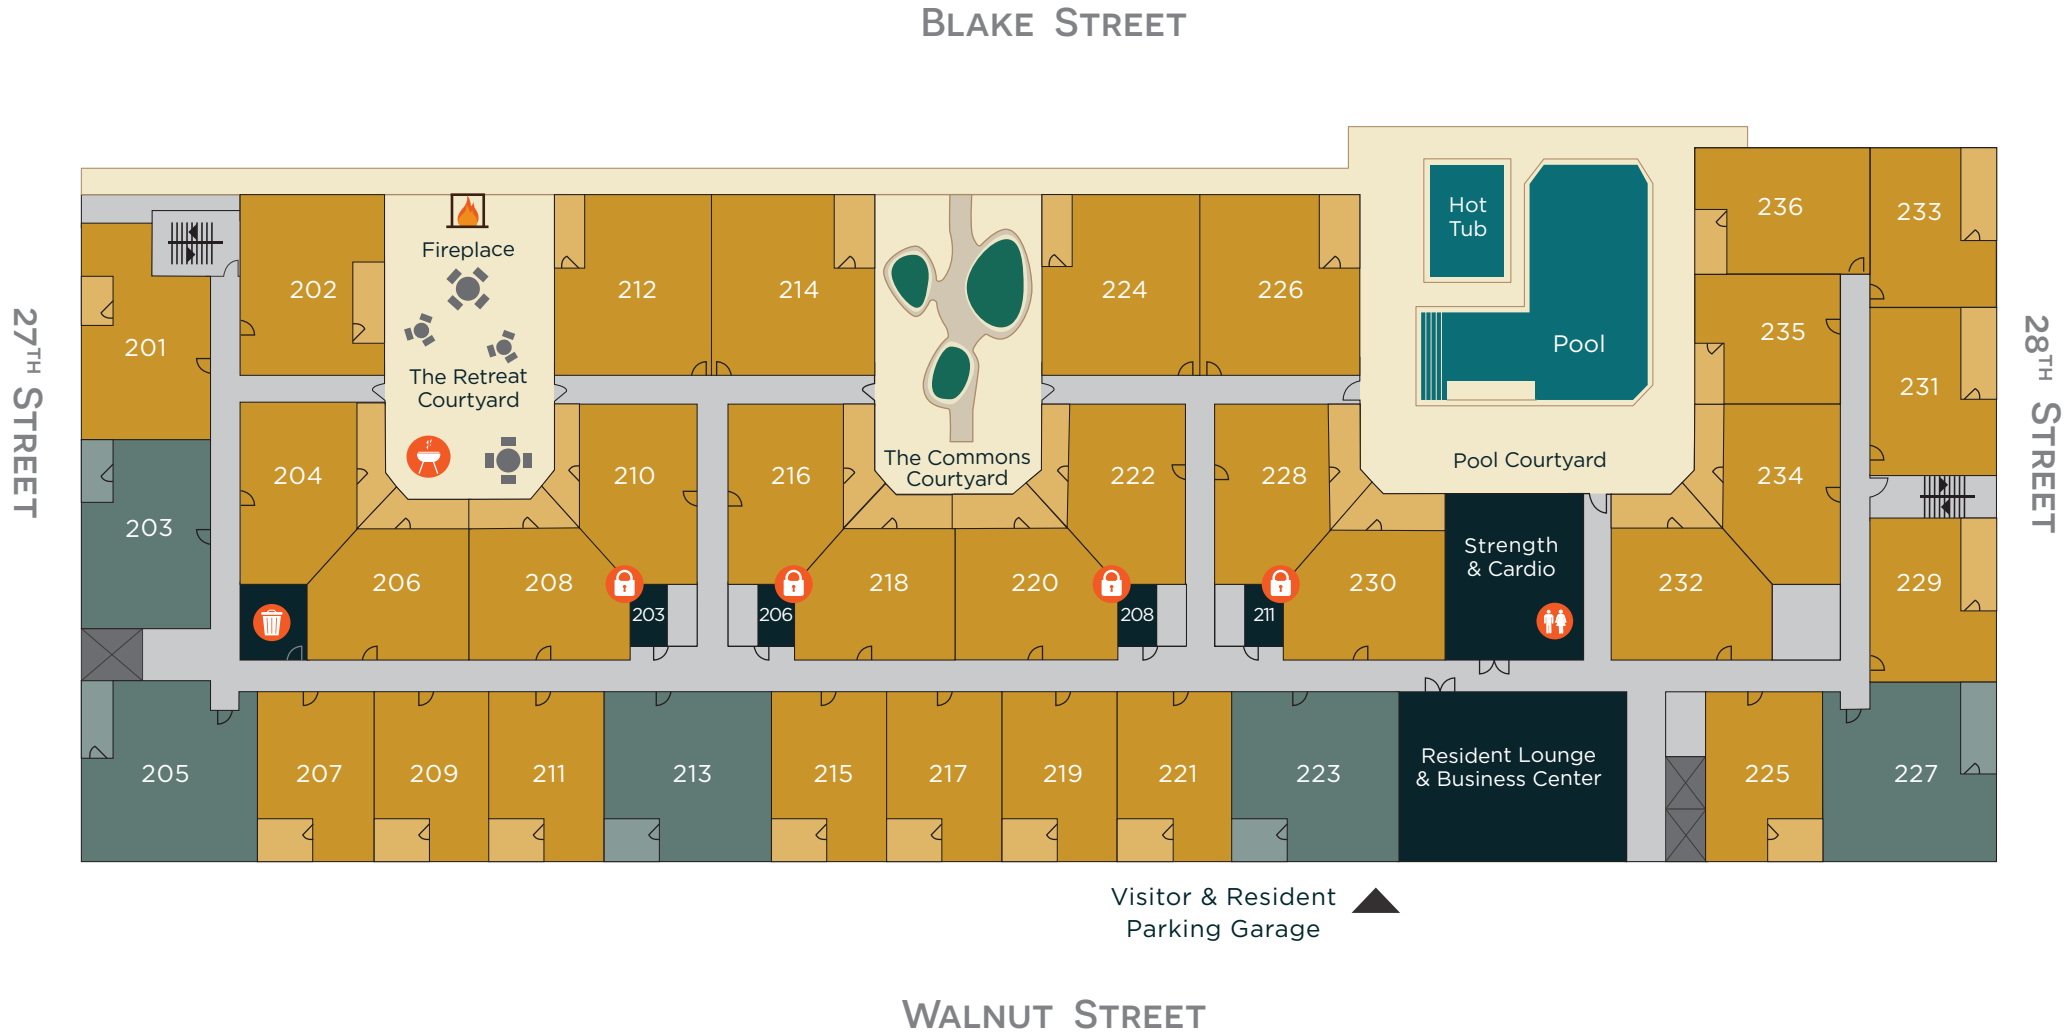 BLAKE STREET
27TH STREET
28TH STREET
Fireplace
The Retreat
Courtyard
The Commons
Courtyard
Hot
Tub
Pool
Pool Courtyard
201
202
212
214
224
226
236
233
235
231
203
204
210
216
222
228
234
206
208
218
220
230
232
229
203
206
208
211
Strength
& Cardio
205
207
209
211
213
215
217
219
221
223
Resident Lounge
& Business Center
225
227
Visitor & Resident
Parking Garage
WALNUT STREET